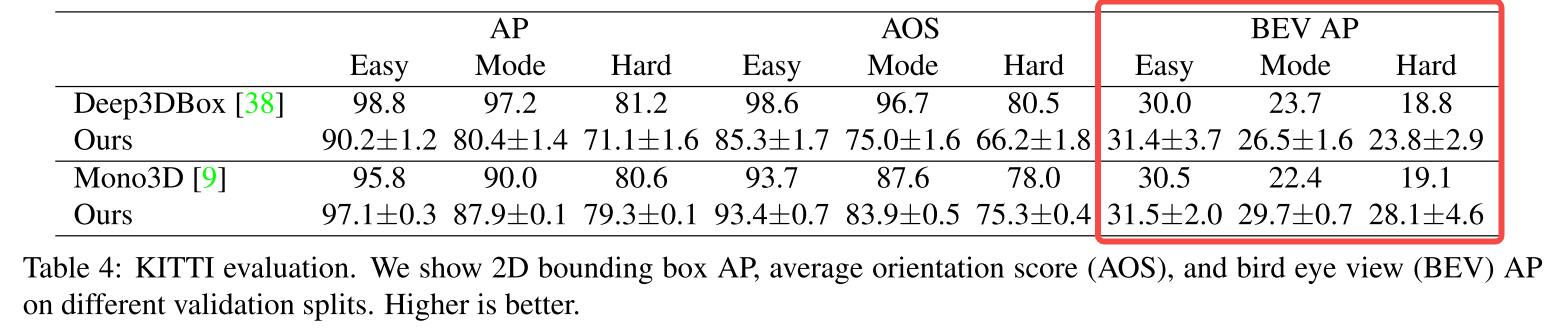 AP AOS BEV AP
Easy Mode Hard Easy Mode Hard Easy Mode Hard
Deep3DBox [38] 98.8 97.2 81.2 98.6 96.7 80.5 30.0 23.7 18.8
Ours 90.2±1.2 80.4±1.4 71.1±1.6 85.3±1.7 75.0±1.6 66.2±1.8 31.4±3.7 26.5±1.6 23.8±2.9
Mono3D [9] 95.8 90.0 80.6 93.7 87.6 78.0 30.5 22.4 19.1
Ours 97.1±0.3 87.9±0.1 79.3±0.1 93.4±0.7 83.9±0.5 75.3±0.4 31.5±2.0 29.7±0.7 28.1±4.6
Table 4: KITTI evaluation. We show 2D bounding box AP, average orientation score (AOS), and bird eye view (BEV) AP
on different validation splits. Higher is better.